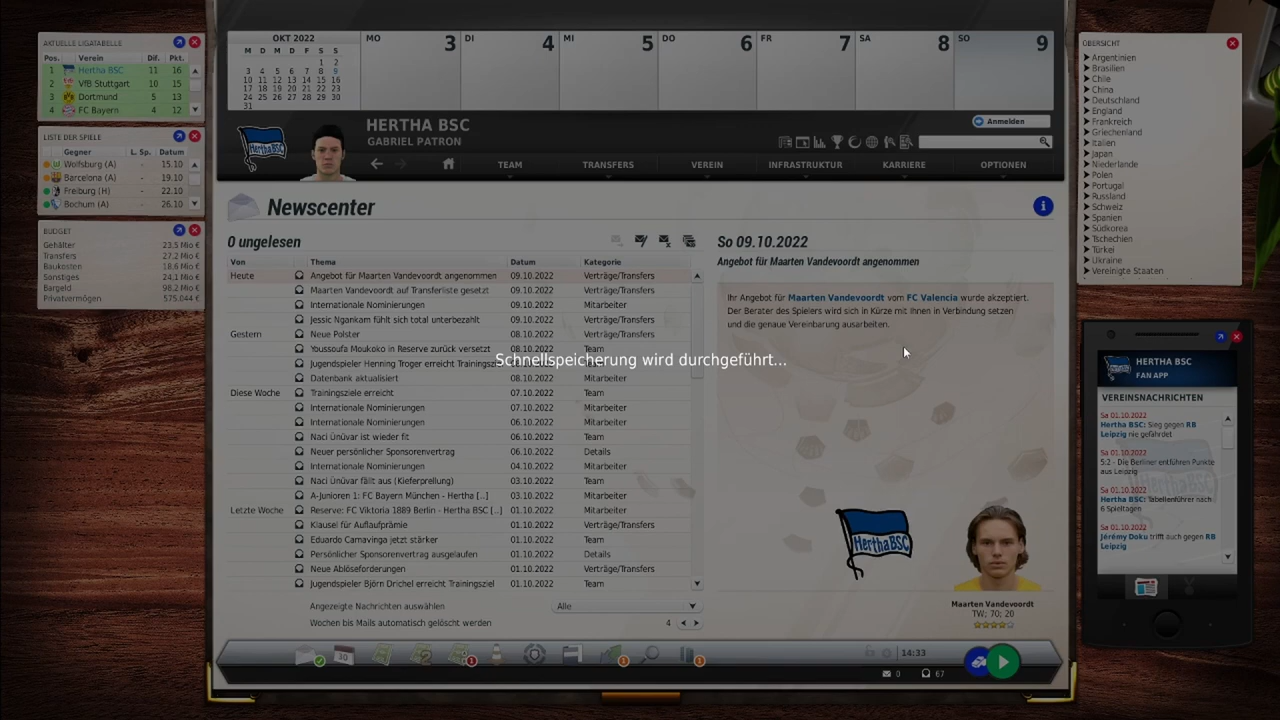 AKTUELLE LIGATABELLE
Pos. Verein Dif. Pkt.
1 Hertha BSC 11 16
2 VfB Stuttgart 10 15
3 Dortmund 5 13
4 FC Bayern 4 12
LISTE DER SPIELE
Gegner L. Sp. Datum
Wolfsburg (A) - 15.10
Barcelona (A) - 19.10
Freiburg (H) - 22.10
Bochum (A) - 26.10
BUDGET
Gehälter 23.5 Mio €
Transfers 27.2 Mio €
Baukosten 18.6 Mio €
Sonstiges 24.1 Mio €
Bargeld 98.2 Mio €
Privatvermögen 575.044 €
OKT 2022
M D M D F S S
1 2
3 4 5 6 7 8 9
10 11 12 13 14 15 16
17 18 19 20 21 22 23
24 25 26 27 28 29 30
31
MO 3 DI 4 MI 5 DO 6 FR 7 SA 8 SO 9
HERTHA BSC
GABRIEL PATRON
Anmelden
TEAM TRANSFERS VEREIN INFRASTRUKTUR KARRIERE OPTIONEN
Newscenter
0 ungelesen
Von Thema Datum Kategorie
Heute Angebot für Maarten Vandevoordt angenommen 09.10.2022 Verträge/Transfers
Maarten Vandevoordt auf Transferliste gesetzt 09.10.2022 Verträge/Transfers
Internationale Nominierungen 09.10.2022 Mitarbeiter
Jessic Ngankam fühlt sich total unterbezahlt 09.10.2022 Verträge/Transfers
Gestern Neue Polster 08.10.2022 Verträge/Transfers
Youssoufa Moukoko in Reserve zurück versetzt 08.10.2022 Team
Jugendspieler Henning Troger erreicht Trainingszi
Schnellspeicherung wird durchgeführt...
Datenbank aktualisiert 08.10.2022 Mitarbeiter
Diese Woche Trainingsziele erreicht 07.10.2022 Team
Internationale Nominierungen 07.10.2022 Mitarbeiter
Internationale Nominierungen 06.10.2022 Mitarbeiter
Naci Ünüvar ist wieder fit 06.10.2022 Team
Neuer persönlicher Sponsorenvertrag 06.10.2022 Details
Internationale Nominierungen 04.10.2022 Mitarbeiter
Naci Ünüvar fällt aus (Kieferprellung) 03.10.2022 Team
A-Junioren 1: FC Bayern München - Hertha [..] 03.10.2022 Mitarbeiter
Letzte Woche Reserve: FC Viktoria 1889 Berlin - Hertha BSC [..] 01.10.2022 Mitarbeiter
Klausel für Auflaufprämie 01.10.2022 Verträge/Transfers
Eduardo Camavinga jetzt stärker 01.10.2022 Team
Persönlicher Sponsorenvertrag ausgelaufen 01.10.2022 Details
Neue Ablöseforderungen 01.10.2022 Verträge/Transfers
Jugendspieler Björn Drichel erreicht Trainingsziel 01.10.2022 Team
Angezeigte Nachrichten auswählen Alle
Wochen bis Mails automatisch gelöscht werden 4
So 09.10.2022
Angebot für Maarten Vandevoordt angenommen
Ihr Angebot für Maarten Vandevoordt vom FC Valencia wurde akzeptiert.
Der Berater des Spielers wird sich in Kürze mit Ihnen in Verbindung setzen
und die genaue Vereinbarung ausarbeiten.
Hertha BSC
Maarten Vandevoordt
TW; 70; 20
14:33
0 67
ÜBERSICHT
Argentinien
Brasilien
Chile
China
Deutschland
England
Frankreich
Griechenland
Italien
Japan
Niederlande
Polen
Portugal
Russland
Schweiz
Spanien
Südkorea
Tschechien
Türkei
Ukraine
Vereinigte Staaten
HERTHA BSC
FAN APP
VEREINSNACHRICHTEN
Sa 01.10.2022
Hertha BSC: Sieg gegen RB
Leipzig nie gefährdet
Sa 01.10.2022
5:2 - Die Berliner entführen Punkte
aus Leipzig
Sa 01.10.2022
Hertha BSC: Tabellenführer nach
6 Spieltagen
Sa 01.10.2022
Jérémy Doku trifft auch gegen RB
Leipzig